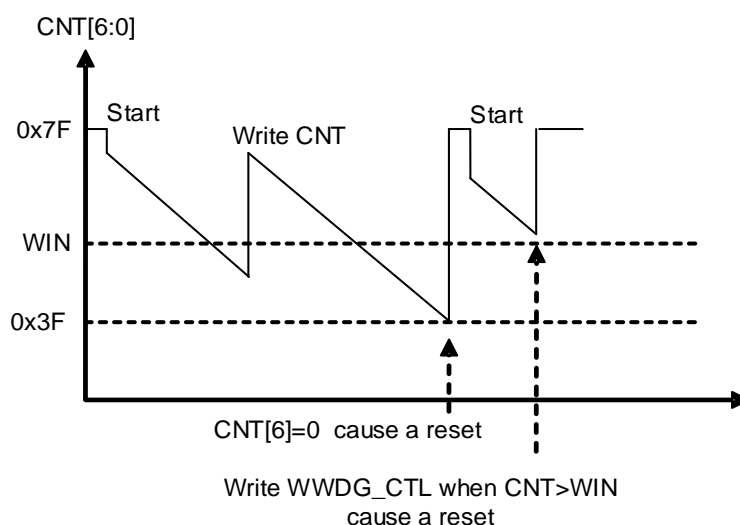 CNT[6:0]
Start
Start
0x7F
Write CNT
WIN
0x3F
CNT[6]=0 cause a reset
Write WWDG_CTL when CNT>WIN
cause a reset